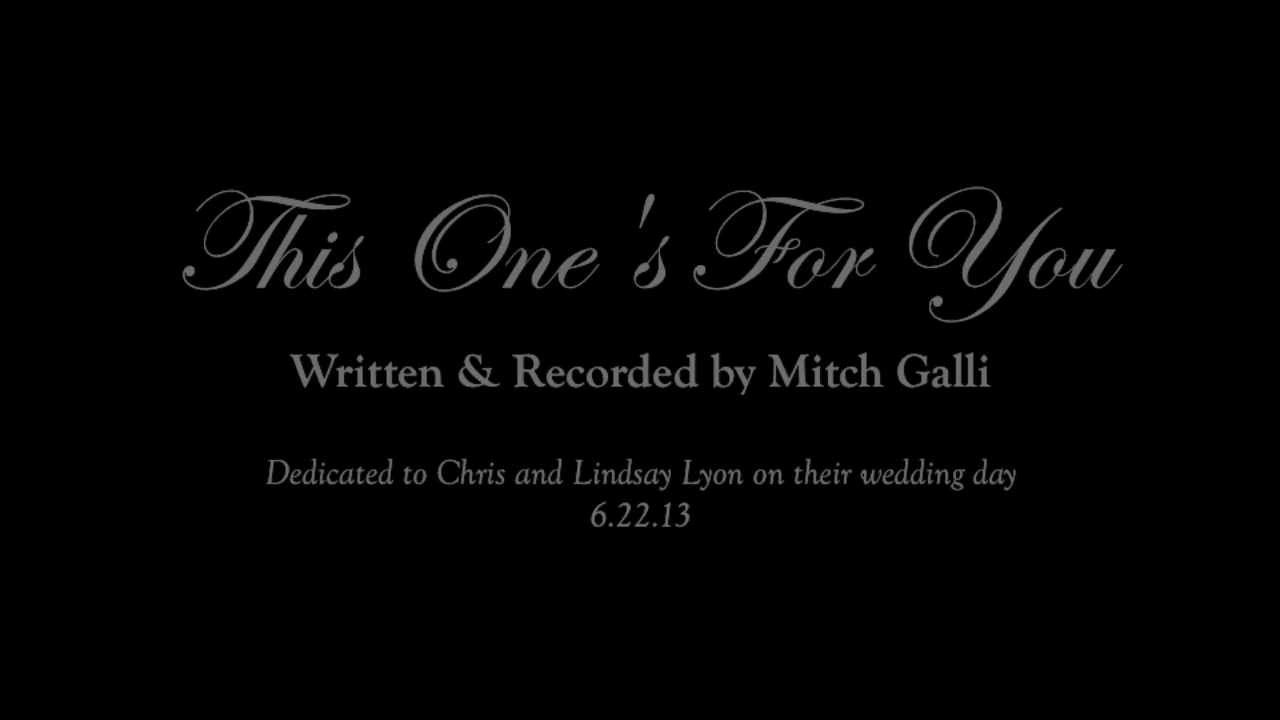 This One's For You
Written & Recorded by Mitch Galli
Dedicated to Chris and Lindsay Lyon on their wedding day
6.22.13